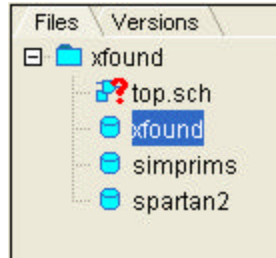 Files Versions
xfound
top.sch
xfound
simprims
spartan2